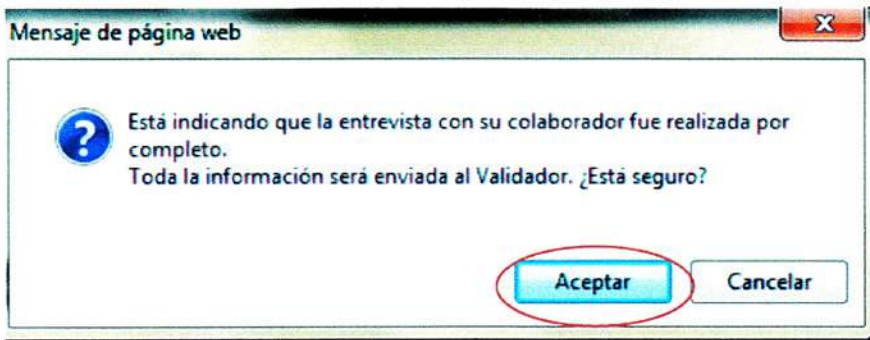 Mensaje de página web
Está indicando que la entrevista con su colaborador fue realizada por
completo.
Toda la información será enviada al Validador. ¿Está seguro?
Aceptar
Cancelar